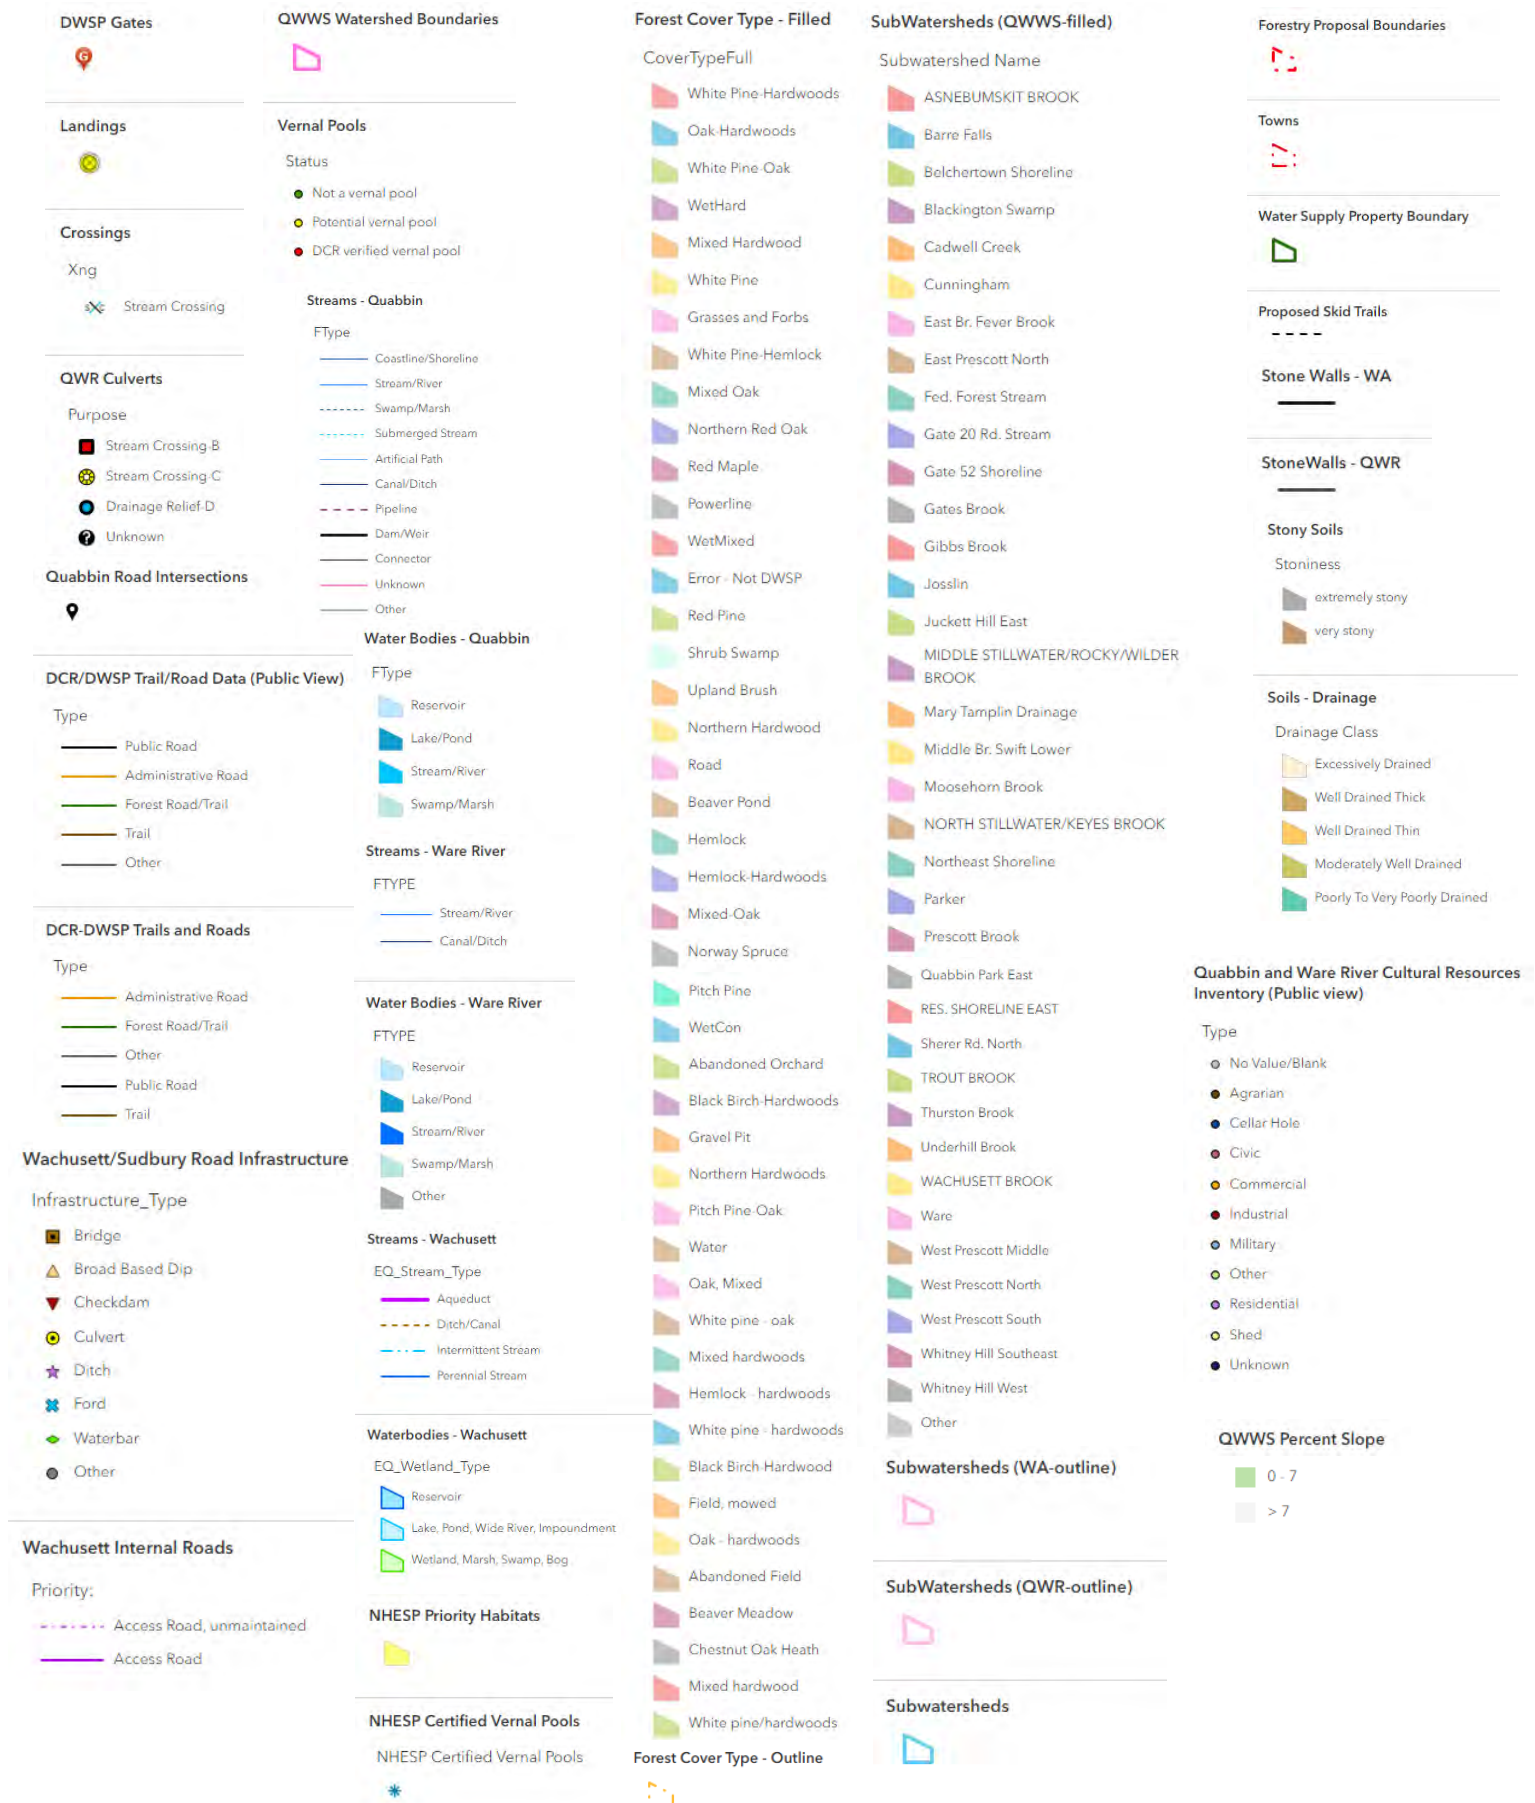 DWSP Gates
G
Landings
Crossings
Xng
Stream Crossing
QWR Culverts
Purpose
Stream Crossing-B
Stream Crossing-C
Drainage Relief-D
?
Unknown
Quabbin Road Intersections
DCR/DWSP Trail/Road Data (Public View)
Type
Public Road
Administrative Road
Forest Road/Trail
Trail
Other
DCR-DWSP Trails and Roads
Type
Administrative Road
Forest Road/Trail
Other
Public Road
Trail
Wachusett/Sudbury Road Infrastructure
Infrastructure_Type
Bridge
Broad Based Dip
Checkdam
Culvert
Ditch
Ford
Waterbar
Other
Wachusett Internal Roads
Priority:
Access Road, unmaintained
Access Road
QWWS Watershed Boundaries
Vernal Pools
Status
Not a vernal pool
Potential vernal pool
DCR verified vernal pool
Streams - Quabbin
FType
Coastline/Shoreline
Stream/River
Swamp/Marsh
Submerged Stream
Artificial Path
Canal/Ditch
Pipeline
Dam/Weir
Connector
Unknown
Other
Water Bodies - Quabbin
FType
Reservoir
Lake/Pond
Stream/River
Swamp/Marsh
Streams - Ware River
FTYPE
Stream/River
Canal/Ditch
Water Bodies - Ware River
FTYPE
Reservoir
Lake/Pond
Stream/River
Swamp/Marsh
Other
Streams - Wachusett
EQ_Stream_Type
Aqueduct
Ditch/Canal
Intermittent Stream
Perennial Stream
Waterbodies - Wachusett
EQ_Wetland_Type
Reservoir
Lake, Pond, Wide River, Impoundment
Wetland, Marsh, Swamp, Bog
NHESP Priority Habitats
NHESP Certified Vernal Pools
NHESP Certified Vernal Pools
Forest Cover Type - Filled
CoverTypeFull
White Pine-Hardwoods
Oak-Hardwoods
White Pine-Oak
WetHard
Mixed Hardwood
White Pine
Grasses and Forbs
White Pine-Hemlock
Mixed Oak
Northern Red Oak
Red Maple
Powerline
WetMixed
Error - Not DWSP
Red Pine
Shrub Swamp
Upland Brush
Northern Hardwood
Road
Beaver Pond
Hemlock
Hemlock-Hardwoods
Mixed-Oak
Norway Spruce
Pitch Pine
WetCon
Abandoned Orchard
Black Birch-Hardwoods
Gravel Pit
Northern Hardwoods
Pitch Pine-Oak
Water
Oak, Mixed
White pine - oak
Mixed hardwoods
Hemlock - hardwoods
White pine - hardwoods
Black Birch-Hardwood
Field, mowed
Oak - hardwoods
Abandoned Field
Beaver Meadow
Chestnut Oak Heath
Mixed hardwood
White pine/hardwoods
Forest Cover Type - Outline
SubWatersheds (QWWS-filled)
Subwatershed Name
ASNEBUMSKIT BROOK
Barre Falls
Belchertown Shoreline
Blackington Swamp
Cadwell Creek
Cunningham
East Br. Fever Brook
East Prescott North
Fed. Forest Stream
Gate 20 Rd. Stream
Gate 52 Shoreline
Gates Brook
Gibbs Brook
Josslin
Juckett Hill East
MIDDLE STILLWATER/ROCKY/WILDER
BROOK
Mary Tamplin Drainage
Middle Br. Swift Lower
Moosehorn Brook
NORTH STILLWATER/KEYES BROOK
Northeast Shoreline
Parker
Prescott Brook
Quabbin Park East
RES. SHORELINE EAST
Sherer Rd. North
TROUT BROOK
Thurston Brook
Underhill Brook
WACHUSETT BROOK
Ware
West Prescott Middle
West Prescott North
West Prescott South
Whitney Hill Southeast
Whitney Hill West
Other
Subwatersheds (WA-outline)
SubWatersheds (QWR-outline)
Subwatersheds
Forestry Proposal Boundaries
Towns
Water Supply Property Boundary
Proposed Skid Trails
Stone Walls - WA
StoneWalls - QWR
Stony Soils
Stoniness
extremely stony
very stony
Soils - Drainage
Drainage Class
Excessively Drained
Well Drained Thick
Well Drained Thin
Moderately Well Drained
Poorly To Very Poorly Drained
Quabbin and Ware River Cultural Resources
Inventory (Public view)
Type
No Value/Blank
Agrarian
Cellar Hole
Civic
Commercial
Industrial
Military
Other
Residential
Shed
Unknown
QWWS Percent Slope
0 - 7
> 7